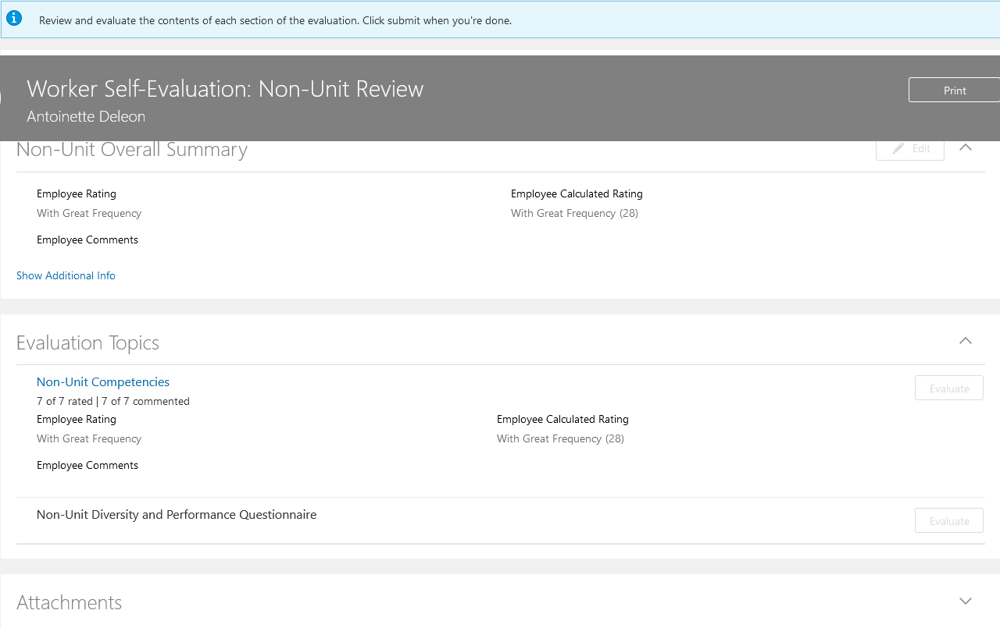 Review and evaluate the contents of each section of the evaluation. Click submit when you're done.
Worker Self-Evaluation: Non-Unit Review
Print
Antoinette Deleon
Non-Unit Overall Summary
Edit
Employee Rating
Employee Calculated Rating
With Great Frequency
With Great Frequency (28)
Employee Comments
Show Additional Info
Evaluation Topics
Non-Unit Competencies
Evaluate
7 of 7 rated | 7 of 7 commented
Employee Rating
Employee Calculated Rating
With Great Frequency
With Great Frequency (28)
Employee Comments
Non-Unit Diversity and Performance Questionnaire
Evaluate
Attachments